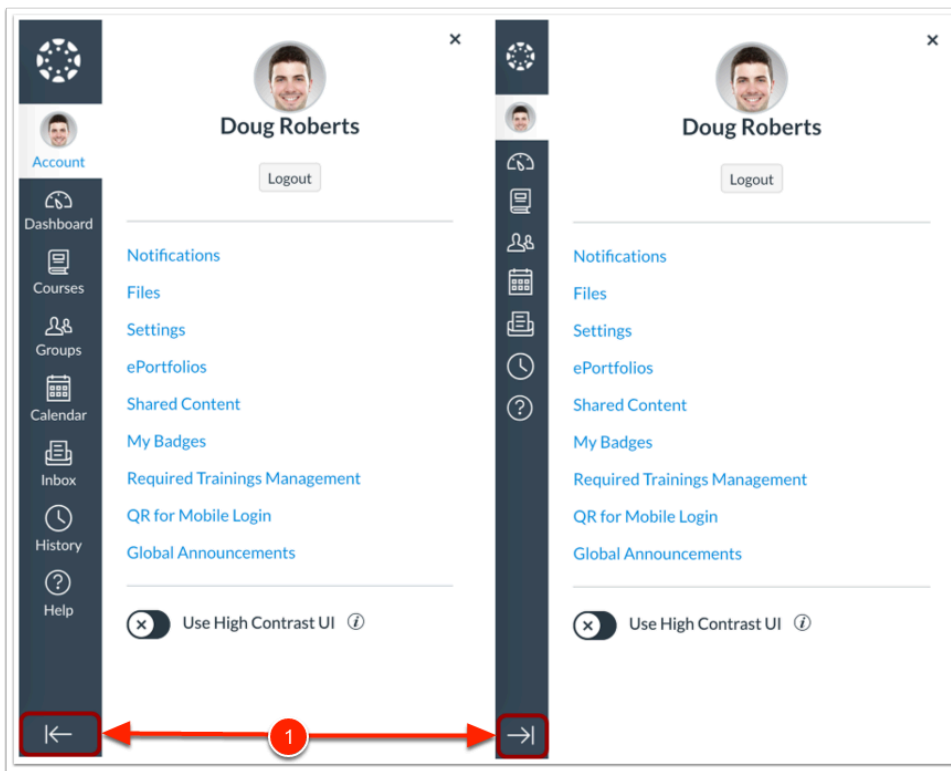 Account
Dashboard
Courses
Groups
Calendar
Inbox
History
Help
Doug Roberts
Logout
Notifications
Files
Settings
ePortfolios
Shared Content
My Badges
Required Trainings Management
QR for Mobile Login
Global Announcements
Use High Contrast UI
1
Doug Roberts
Logout
Notifications
Files
Settings
ePortfolios
Shared Content
My Badges
Required Trainings Management
QR for Mobile Login
Global Announcements
Use High Contrast UI